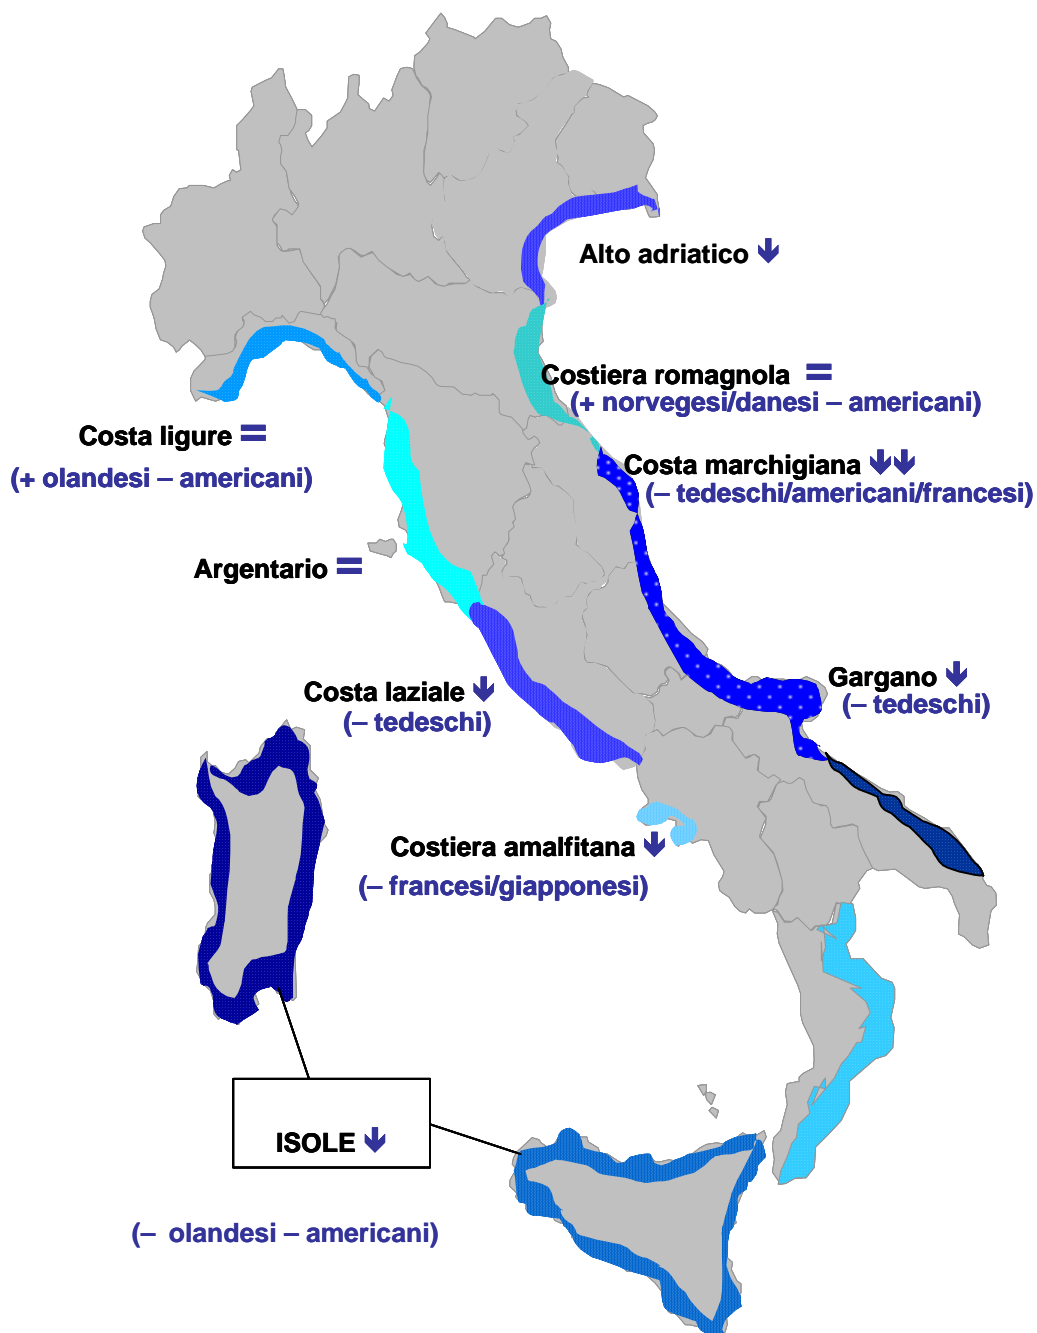 Alto adriatico ↓
Costiera romagnola =
(+ norvegesi/danesi – americani)
Costa ligure =
(+ olandesi – americani)
Costa marchigiana ↓↓
(– tedeschi/americani/francesi)
Argentario =
Gargano ↓
(– tedeschi)
Costa laziale ↓
(– tedeschi)
Costiera amalfitana ↓
(– francesi/giapponesi)
ISOLE ↓
(– olandesi – americani)